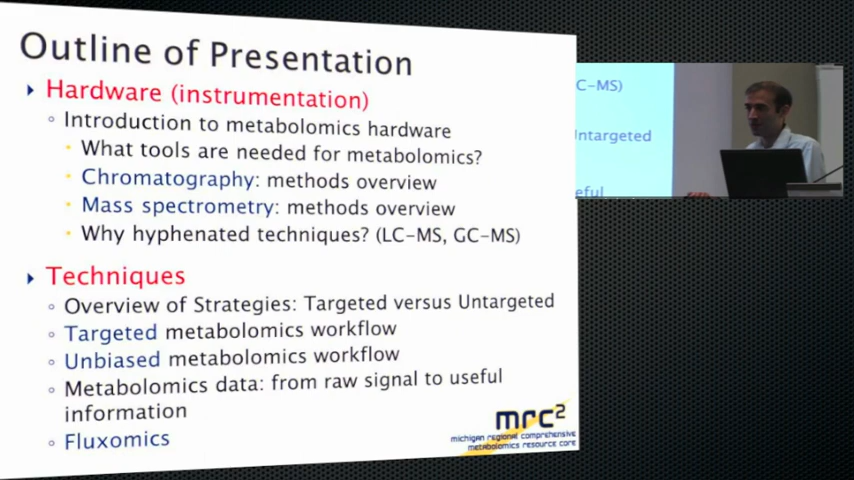 Outline of Presentation
Hardware (instrumentation)
Introduction to metabolomics hardware
What tools are needed for metabolomics?
Chromatography: methods overview
Mass spectrometry: methods overview
Why hyphenated techniques? (LC-MS, GC-MS)
Techniques
Overview of Strategies: Targeted versus Untargeted
Targeted metabolomics workflow
Unbiased metabolomics workflow
Metabolomics data: from raw signal to useful
information
Fluxomics
mrc2
michigan regional comprehensive
metabolomics resource core
C-MS)
ntargeted
eful